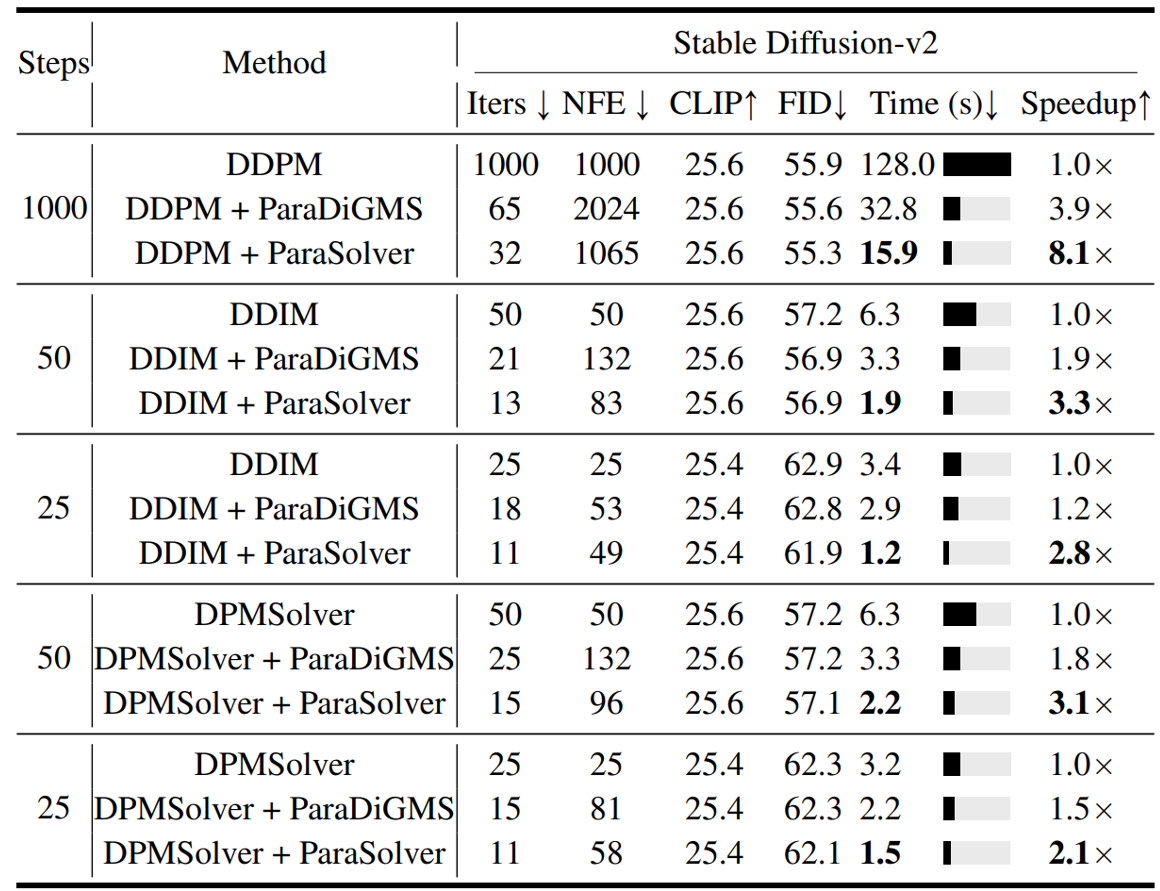 Steps Method Stable Diffusion-v2
Iters ↓ NFE ↓ CLIP↑ FID↓ Time (s)↓ Speedup↑
DDPM 1000 1000 25.6 55.9 128.0 1.0×
1000 DDPM + ParaDiGMS 65 2024 25.6 55.6 32.8 3.9×
DDPM + ParaSolver 32 1065 25.6 55.3 15.9 8.1×
DDIM 50 50 25.6 57.2 6.3 1.0×
50 DDIM + ParaDiGMS 21 132 25.6 56.9 3.3 1.9×
DDIM + ParaSolver 13 83 25.6 56.9 1.9 3.3×
DDIM 25 25 25.4 62.9 3.4 1.0×
25 DDIM + ParaDiGMS 18 53 25.4 62.8 2.9 1.2×
DDIM + ParaSolver 11 49 25.4 61.9 1.2 2.8×
DPMSolver 50 50 25.6 57.2 6.3 1.0×
50 DPMSolver + ParaDiGMS 25 132 25.6 57.2 3.3 1.8×
DPMSolver + ParaSolver 15 96 25.6 57.1 2.2 3.1×
DPMSolver 25 25 25.4 62.3 3.2 1.0×
25 DPMSolver + ParaDiGMS 15 81 25.4 62.3 2.2 1.5×
DPMSolver + ParaSolver 11 58 25.4 62.1 1.5 2.1×